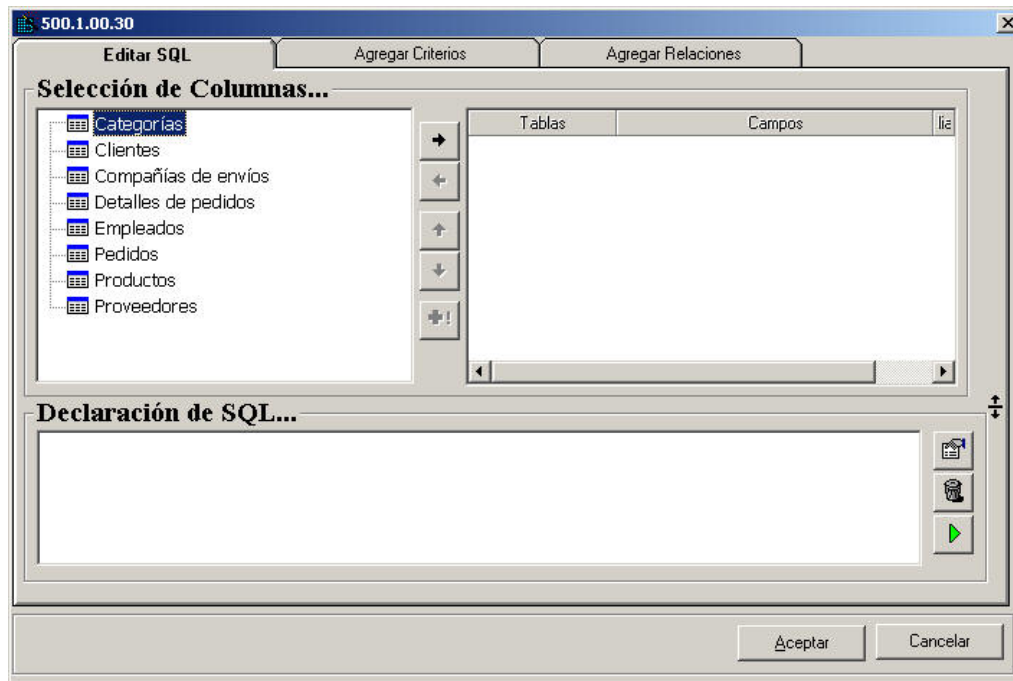 500.1.00.30
Editar SQL
Agregar Criterios
Agregar Relaciones
Selección de Columnas...
Categorías
Clientes
Compañías de envíos
Detalles de pedidos
Empleados
Pedidos
Productos
Proveedores
Tablas
Campos
Declaración de SQL...
Aceptar
Cancelar